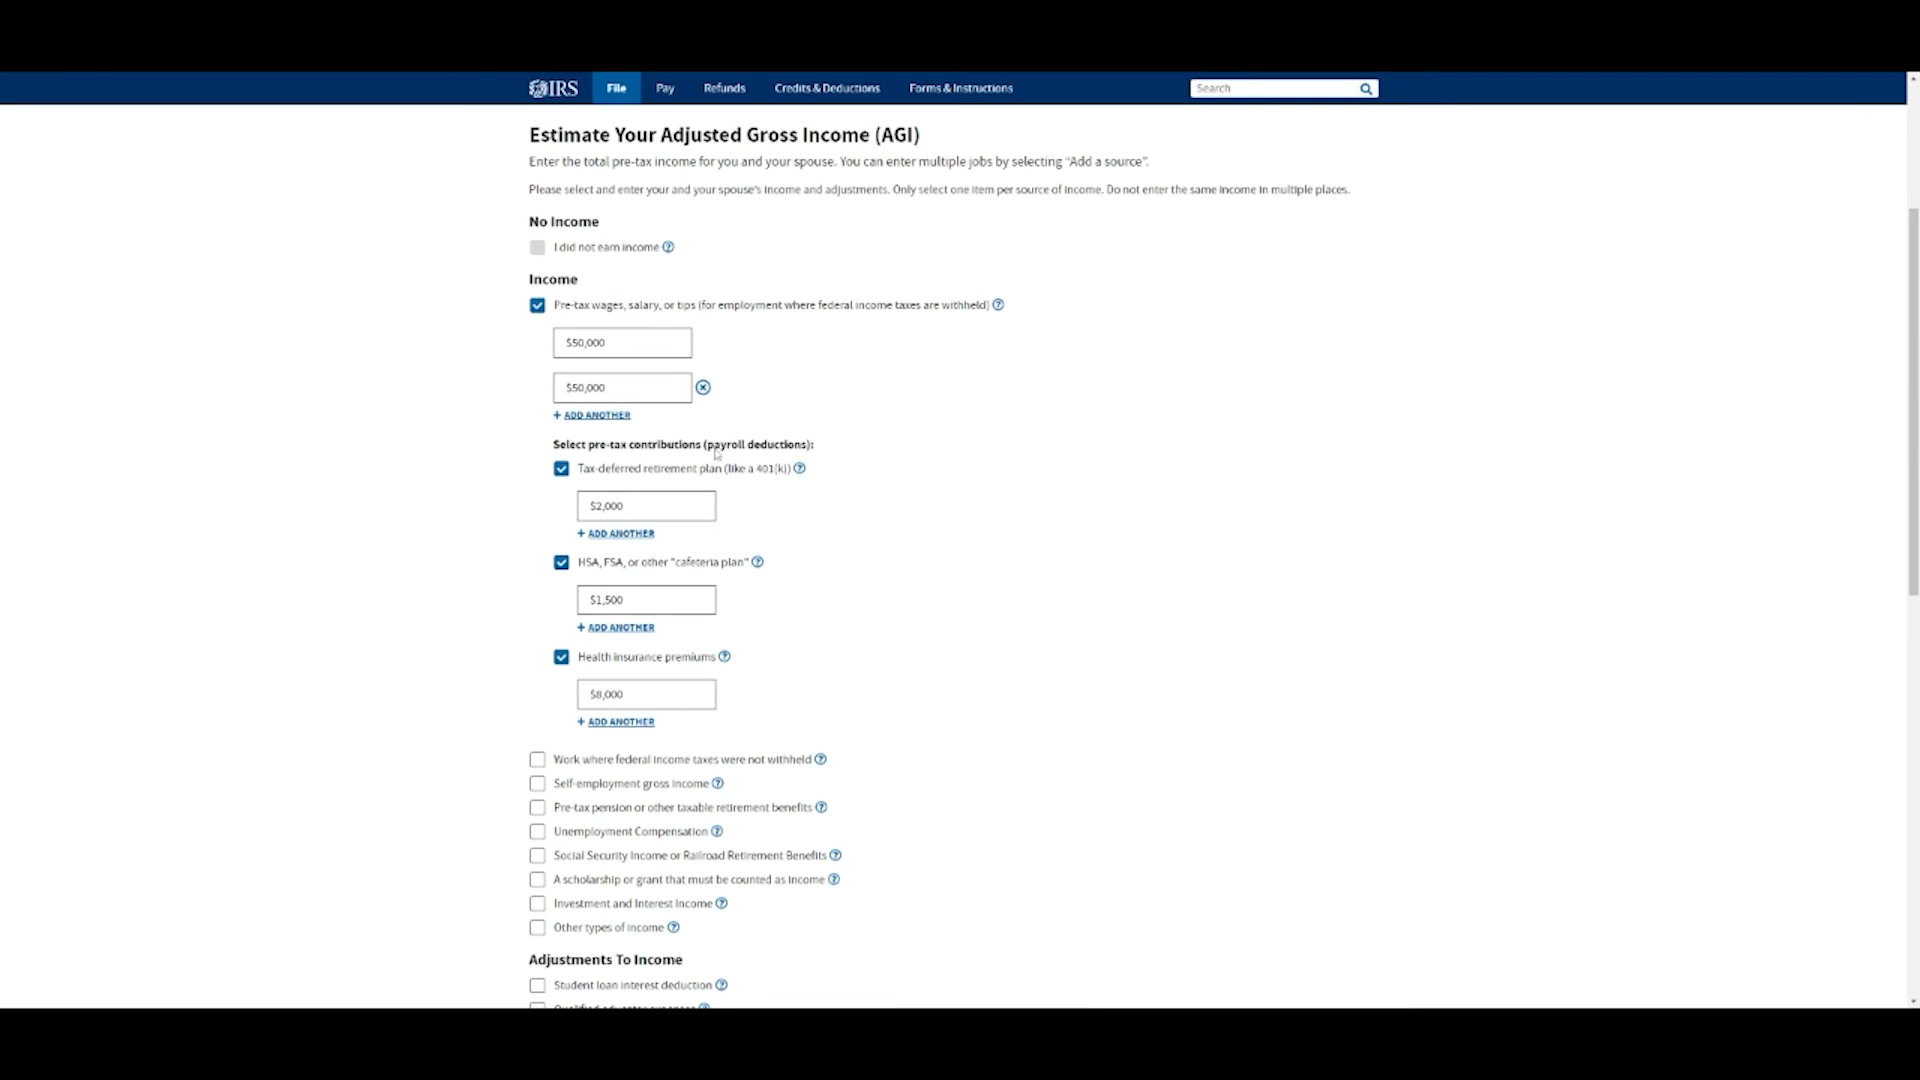 IRS File Pay Refunds Credits & Deductions Forms & Instructions Search
Estimate Your Adjusted Gross Income (AGI)
Enter the total pre-tax income for you and your spouse. You can enter multiple jobs by selecting “Add a source”.
Please select and enter your and your spouse's income and adjustments. Only select one item per source of income. Do not enter the same income in multiple places.
No Income
I did not earn income
Income
Pre-tax wages, salary, or tips (for employment where federal income taxes are withheld)
$50,000
$50,000
+ ADD ANOTHER
Select pre-tax contributions (payroll deductions):
Tax-deferred retirement plan (like a 401(k))
$2,000
+ ADD ANOTHER
HSA, FSA, or other "cafeteria plan"
$1,500
+ ADD ANOTHER
Health insurance premiums
$8,000
+ ADD ANOTHER
Work where federal income taxes were not withheld
Self-employment gross income
Pre-tax pension or other taxable retirement benefits
Unemployment Compensation
Social Security Income or Railroad Retirement Benefits
A scholarship or grant that must be counted as income
Investment and Interest Income
Other types of income
Adjustments To Income
Student loan interest deduction